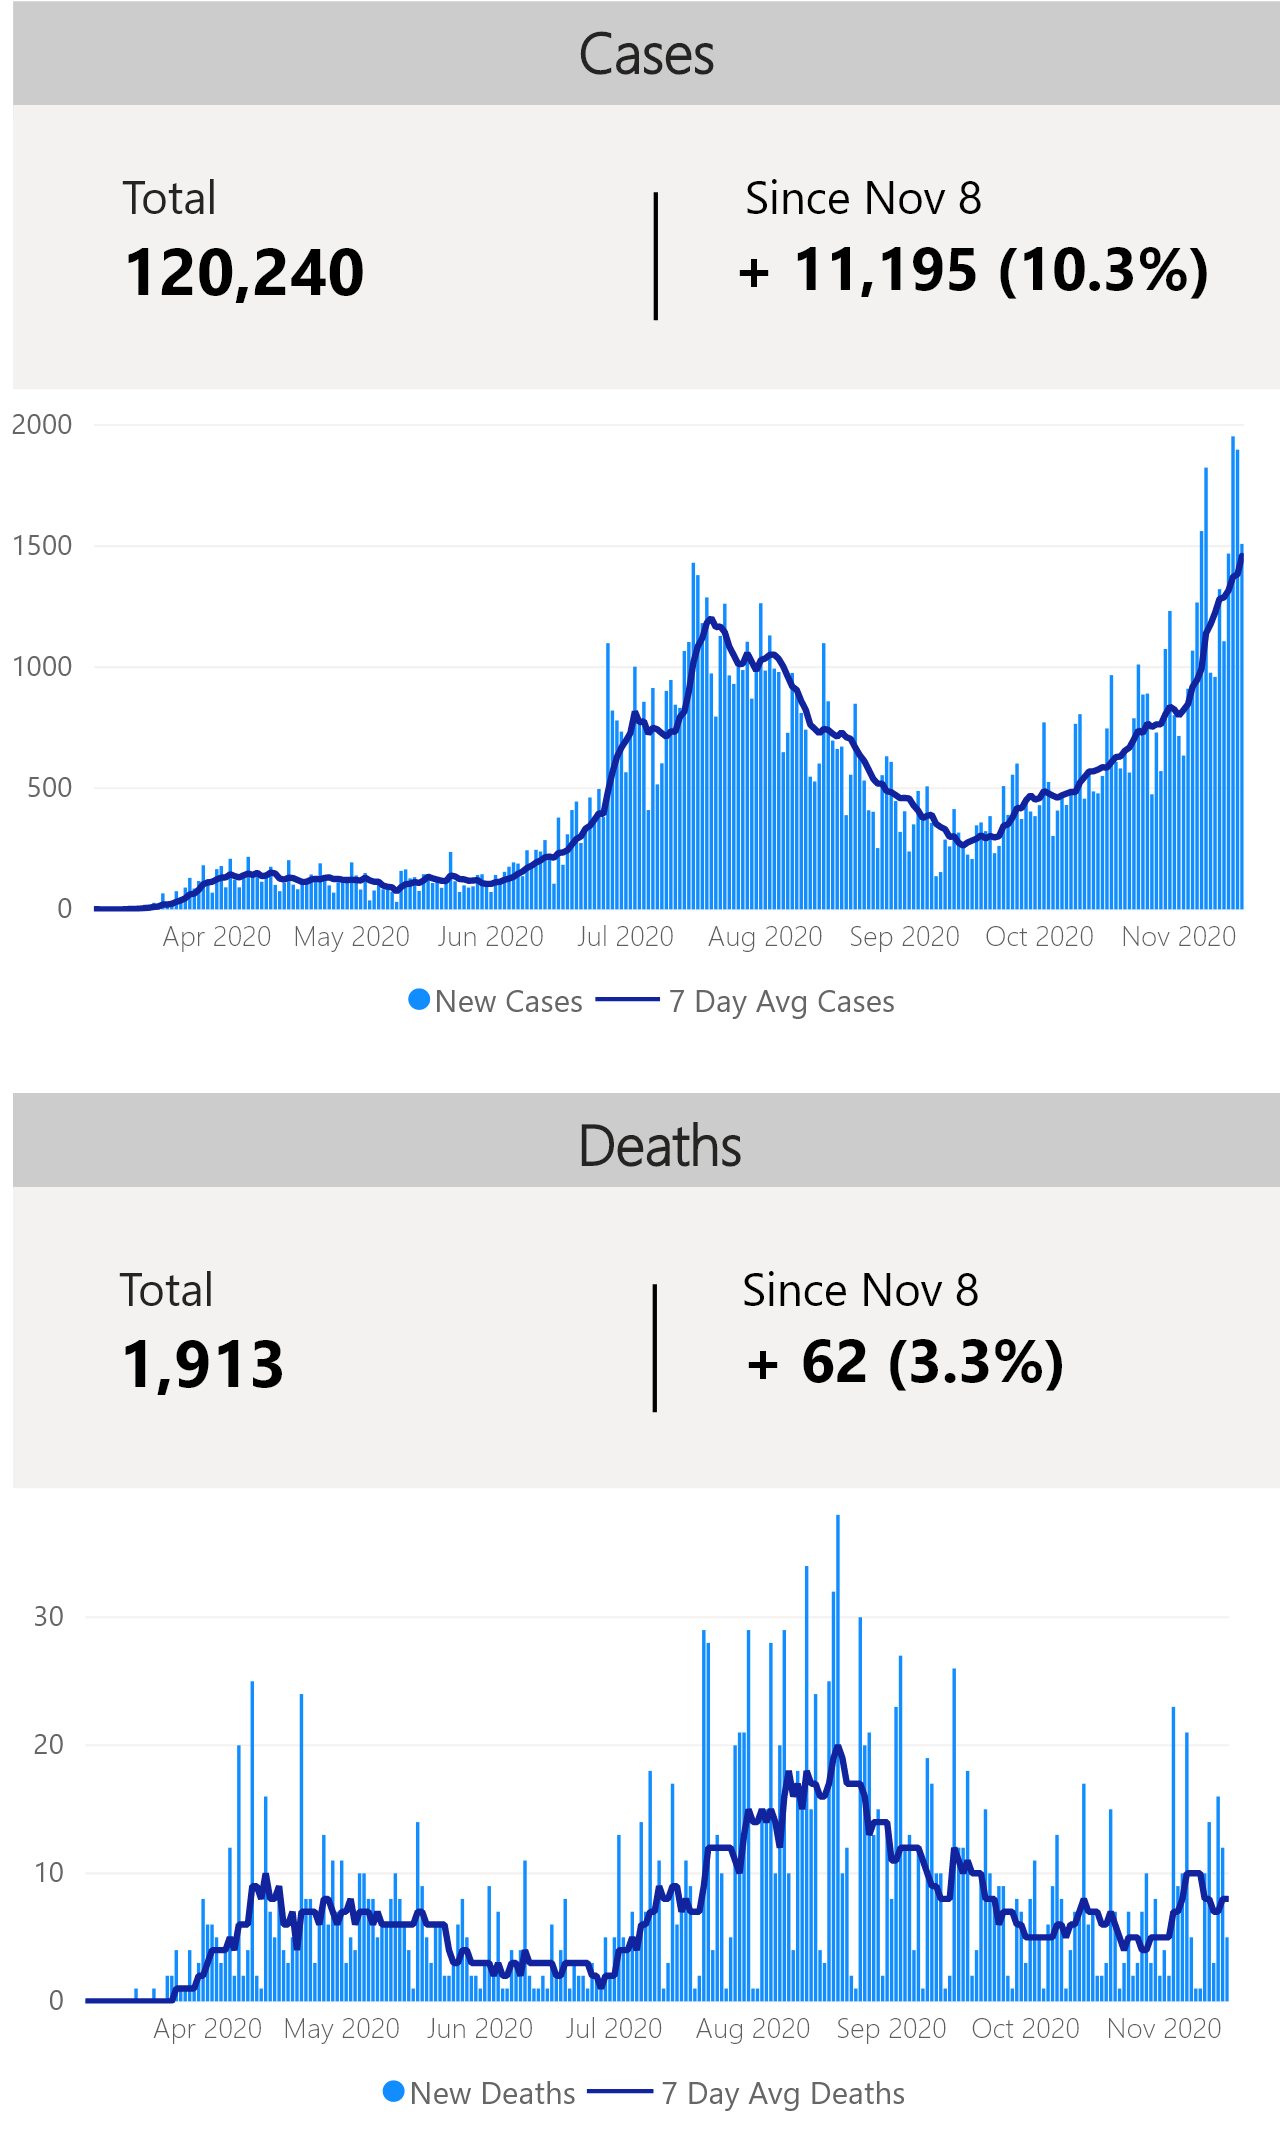 Cases
Total
Since Nov 8
120,240
+ 11,195 (10.3%)
2000
1500
1000
500
0
Apr 2020 May 2020 Jun 2020 Jul 2020 Aug 2020 Sep 2020 Oct 2020 Nov 2020
New Cases 7 Day Avg Cases
Deaths
Total
Since Nov 8
1,913
+ 62 (3.3%)
30
20
10
0
Apr 2020 May 2020 Jun 2020 Jul 2020 Aug 2020 Sep 2020 Oct 2020 Nov 2020
New Deaths 7 Day Avg Deaths